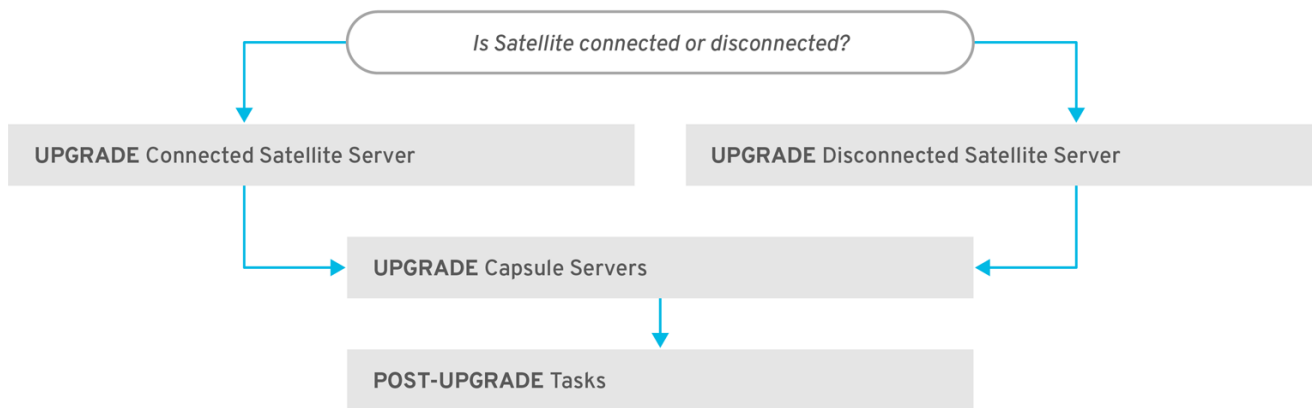 Is Satellite connected or disconnected?
UPGRADE Connected Satellite Server
UPGRADE Disconnected Satellite Server
UPGRADE Capsule Servers
POST-UPGRADE Tasks